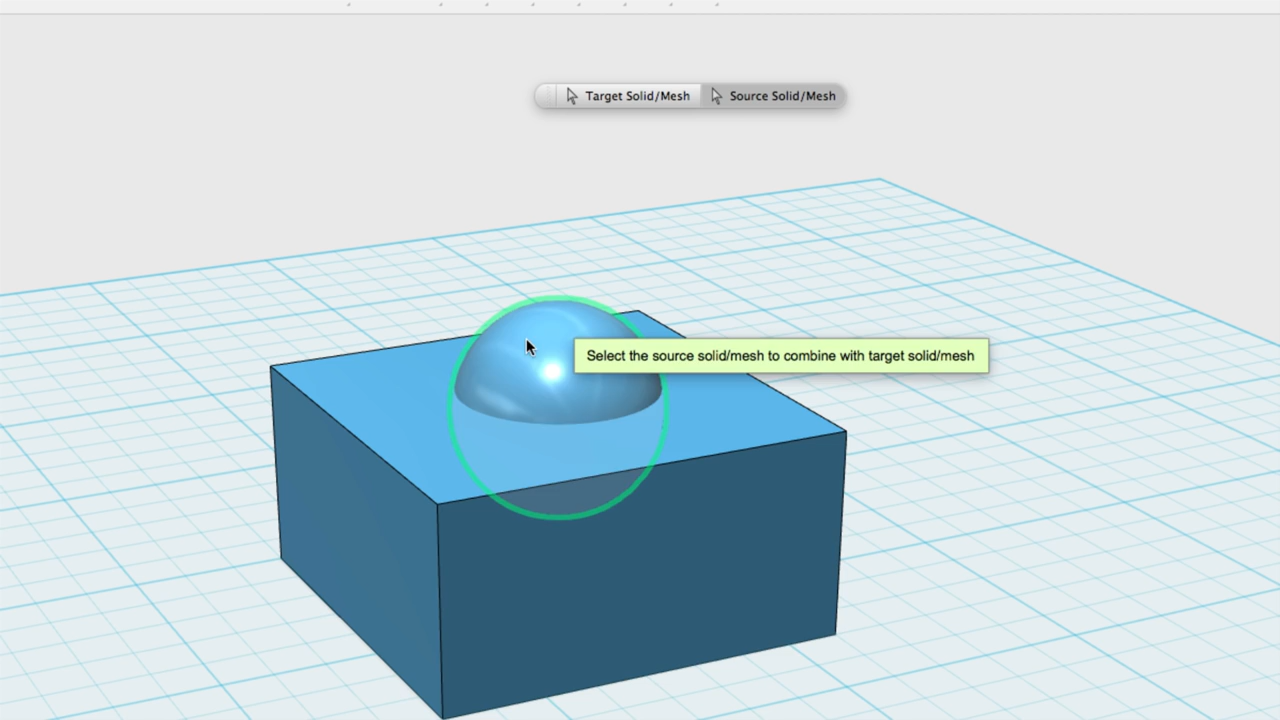 Target Solid/Mesh
Source Solid/Mesh
Select the source solid/mesh to combine with target solid/mesh